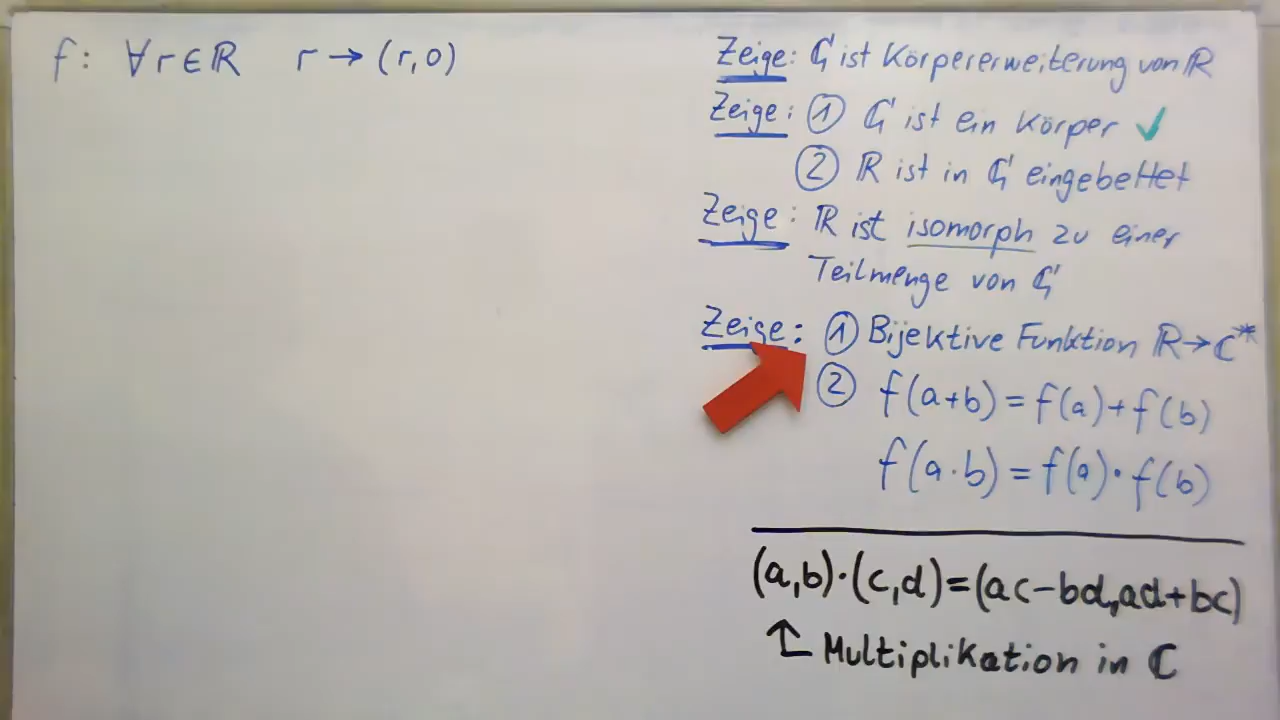 f: ∀r∈ℝ r → (r,0)
Zeige: ℂ ist Körpererweiterung von ℝ
Zeige: ① ℂ ist ein Körper ✓
② ℝ ist in ℂ eingebettet
Zeige: ℝ ist isomorph zu einer
Teilmenge von ℂ
Zeige: ① Bijektive Funktion ℝ→ℂ*
② f(a+b) = f(a)+f(b)
f(a·b) = f(a)·f(b)
(a,b)·(c,d)=(ac-bd,ad+bc)
↑ Multiplikation in ℂ